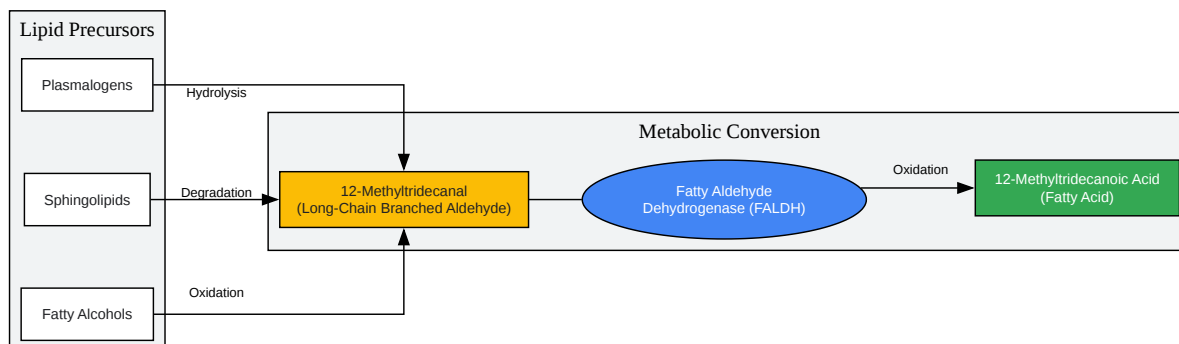 Lipid Precursors
Plasmalogens
Hydrolysis
Metabolic Conversion
Sphingolipids
Degradation
12-Methyltridecanal
(Long-Chain Branched Aldehyde)
Fatty Aldehyde
Dehydrogenase (FALDH)
Oxidation
12-Methyltridecanoic Acid
(Fatty Acid)
Fatty Alcohols
Oxidation